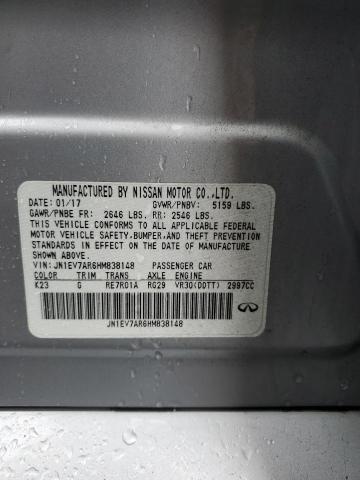 MANUFACTURED BY NISSAN MOTOR CO.,LTD.
DATE: 01/17 GVWR/PNBV: 5159 LBS.
GAWR/PNBE FR: 2646 LBS. RR: 2546 LBS.
THIS VEHICLE CONFORMS TO ALL APPLICABLE FEDERAL
MOTOR VEHICLE SAFETY,BUMPER,AND THEFT PREVENTION
STANDARDS IN EFFECT ON THE DATE OF MANUFACTURE
SHOWN ABOVE.
VIN: JN1EV7AR6HM838148 PASSENGER CAR
COLOR TRIM TRANS AXLE ENGINE
K23 G RE7R01A RG29 VR30(DDTT) 2997CC
JN1EV7AR6HM838148